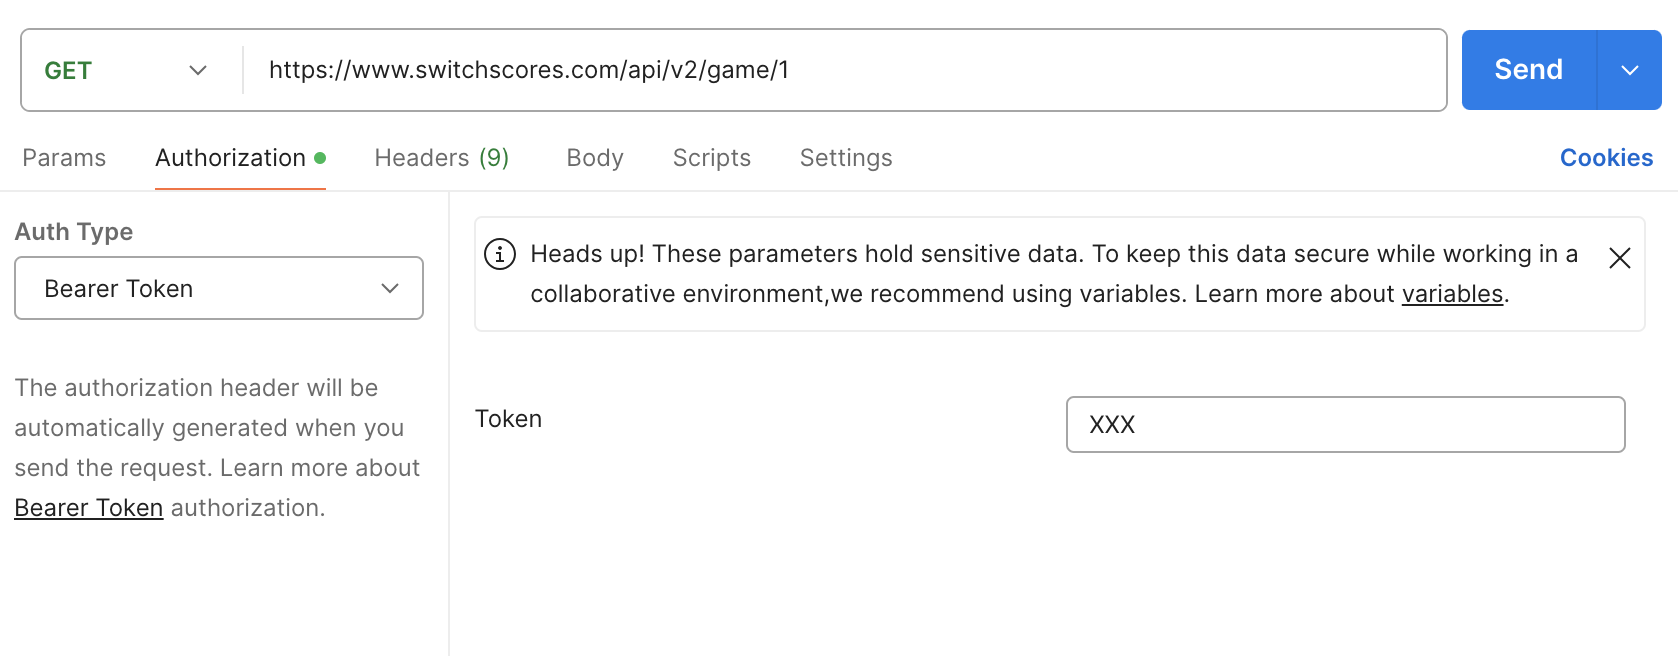 GET
https://www.switchscores.com/api/v2/game/1
Send
Params
Authorization
Headers (9)
Body
Scripts
Settings
Cookies
Auth Type
Bearer Token
The authorization header will be
automatically generated when you
send the request. Learn more about
Bearer Token authorization.
Heads up! These parameters hold sensitive data. To keep this data secure while working in a
collaborative environment,we recommend using variables. Learn more about variables.
Token
XXX